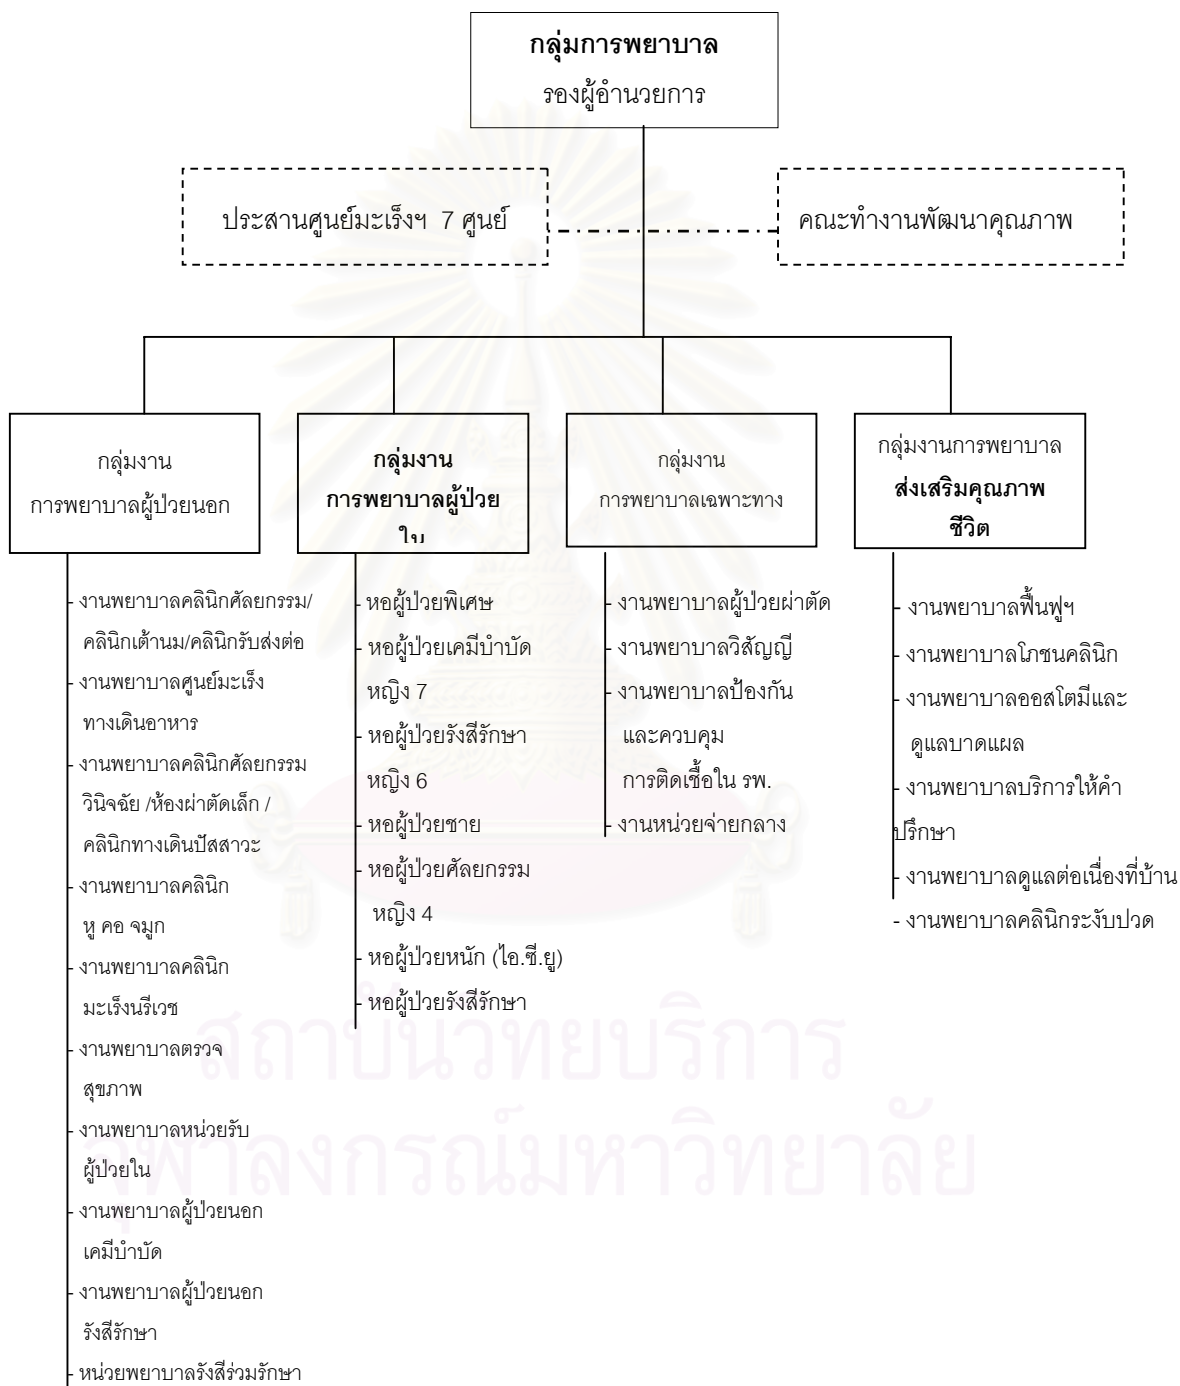 กลุ่มการพยาบาล
รองผู้อำนวยการ
ประสานศูนย์มะเร็งฯ 7 ศูนย์
คณะทำงานพัฒนาคุณภาพ
กลุ่มงาน
การพยาบาลผู้ป่วยนอก
- งานพยาบาลคลินิกศัลยกรรม/
คลินิกเต้านม/คลินิกรับส่งต่อ
- งานพยาบาลศูนย์มะเร็ง
ทางเดินอาหาร
- งานพยาบาลคลินิกศัลยกรรม
วินิจฉัย /ห้องผ่าตัดเล็ก /
คลินิกทางเดินปัสสาวะ
- งานพยาบาลคลินิก
หู คอ จมูก
- งานพยาบาลคลินิก
มะเร็งนรีเวช
- งานพยาบาลตรวจ
สุขภาพ
- งานพยาบาลหน่วยรับ
ผู้ป่วยใน
- งานพยาบาลผู้ป่วยนอก
เคมีบำบัด
- งานพยาบาลผู้ป่วยนอก
รังสีรักษา
- หน่วยพยาบาลรังสีร่วมรักษา
กลุ่มงาน
การพยาบาลผู้ป่วย
ใน
- หอผู้ป่วยพิเศษ
- หอผู้ป่วยเคมีบำบัด
หญิง 7
- หอผู้ป่วยรังสีรักษา
หญิง 6
- หอผู้ป่วยชาย
- หอผู้ป่วยศัลยกรรม
หญิง 4
- หอผู้ป่วยหนัก (ไอ.ซี.ยู)
- หอผู้ป่วยรังสีรักษา
กลุ่มงาน
การพยาบาลเฉพาะทาง
- งานพยาบาลผู้ป่วยผ่าตัด
- งานพยาบาลวิสัญญี
- งานพยาบาลป้องกัน
และควบคุม
การติดเชื้อใน รพ.
- งานหน่วยจ่ายกลาง
กลุ่มงานการพยาบาล
ส่งเสริมคุณภาพ
ชีวิต
- งานพยาบาลฟื้นฟูฯ
- งานพยาบาลโภชนคลินิก
- งานพยาบาลออสโตมีและ
ดูแลบาดแผล
- งานพยาบาลบริการให้คำ
ปรึกษา
- งานพยาบาลดูแลต่อเนื่องที่บ้าน
- งานพยาบาลคลินิกระงับปวด
สถาบันวิทยบริการ
จุฬาลงกรณ์มหาวิทยาลัย